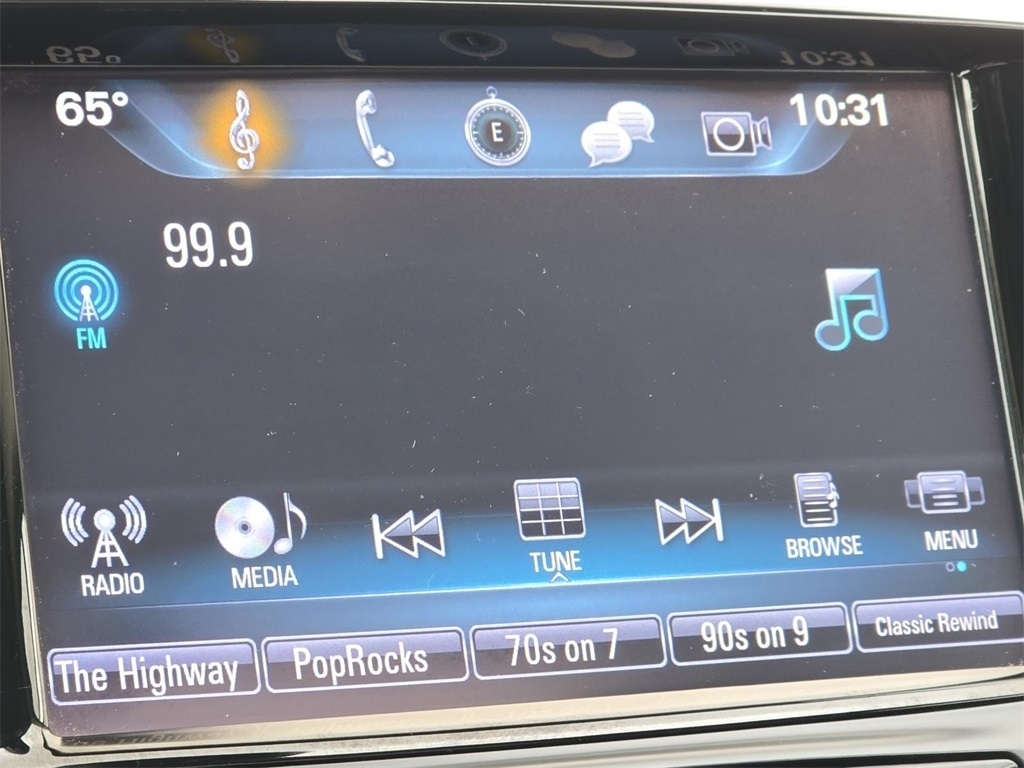 65°
E
10:31
99.9
FM
RADIO
MEDIA
TUNE
BROWSE
MENU
The Highway
PopRocks
70s on 7
90s on 9
Classic Rewind